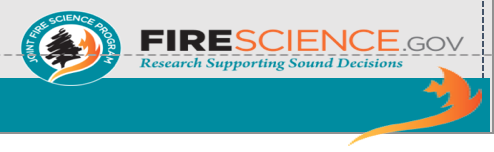 JOINT FIRE SCIENCE PROGRAM
FIRESCIENCE.GOV
Research Supporting Sound Decisions